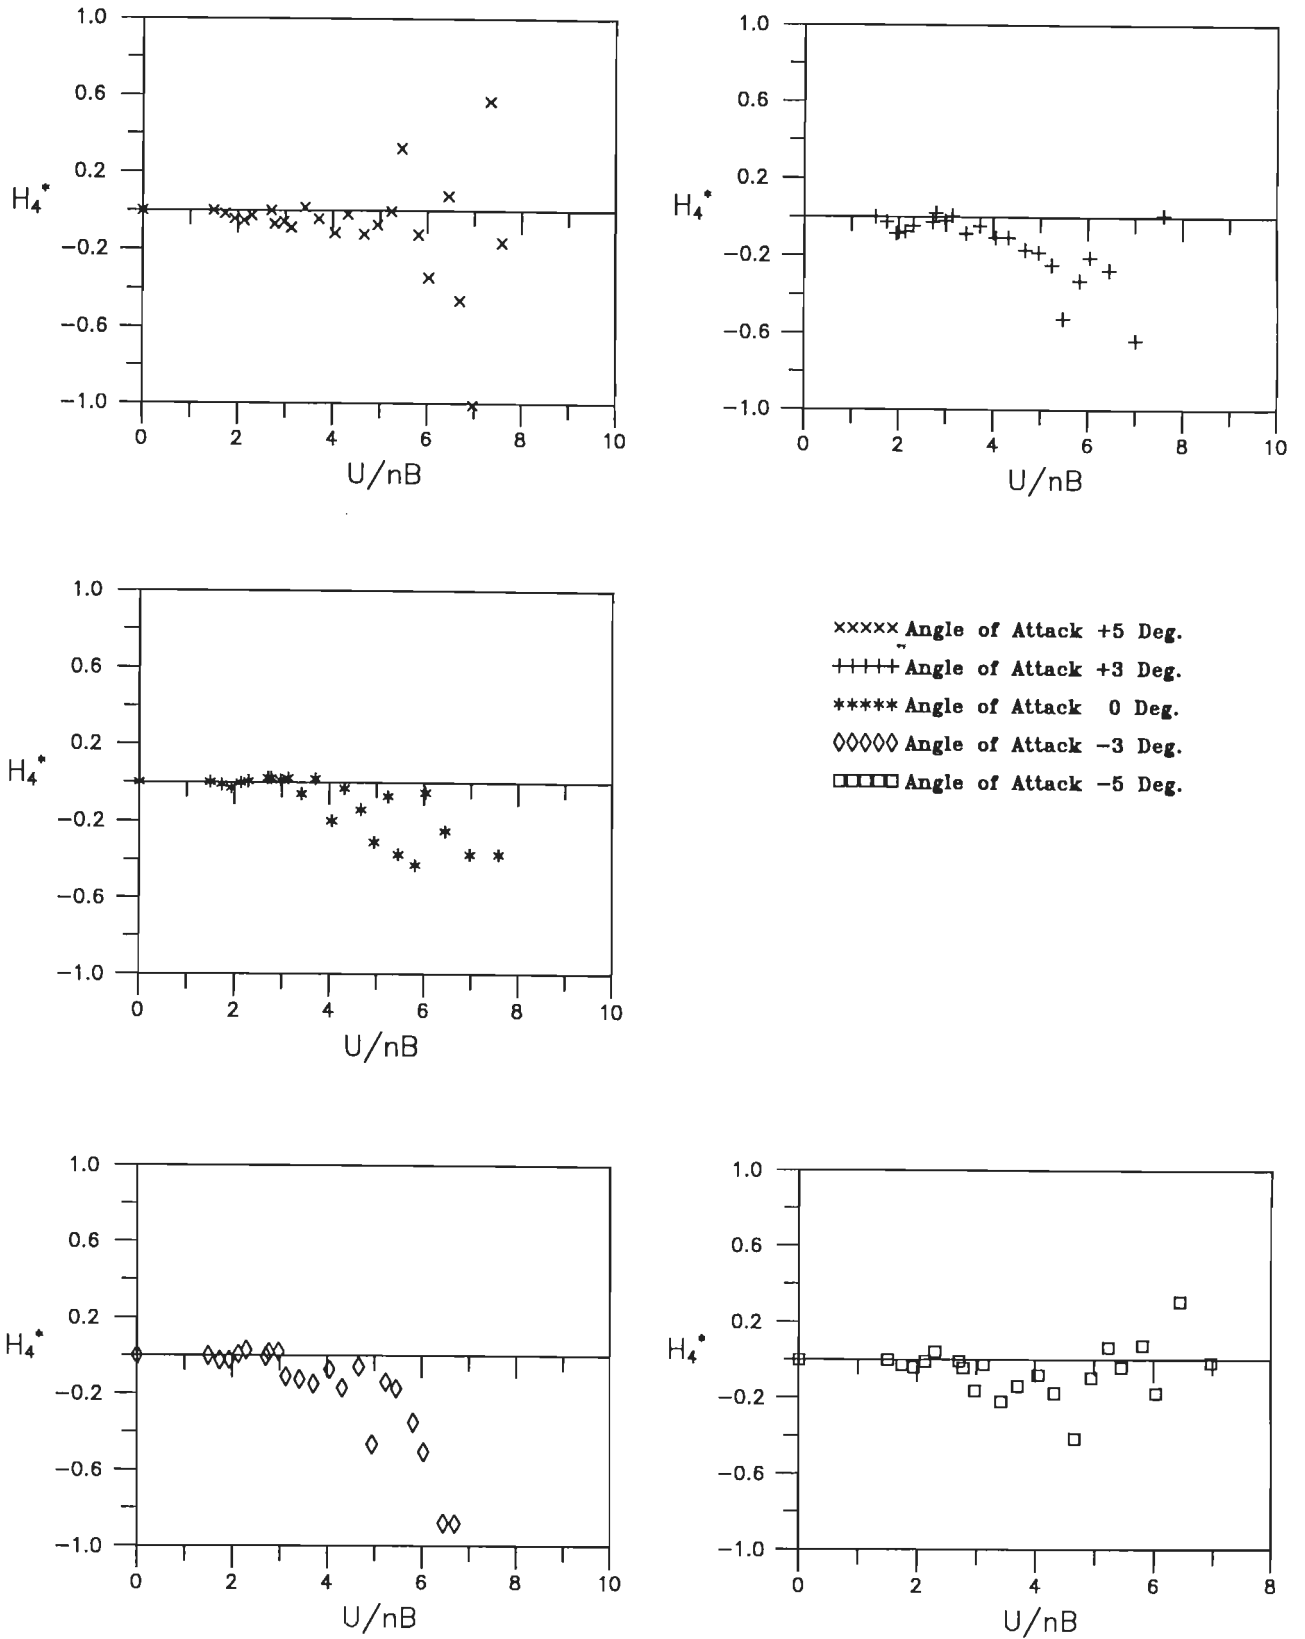 1.0
0.6
0.2
H₄*
−0.2
−0.6
−1.0
0 2 4 6 8 10
U/nB
1.0
0.6
0.2
H₄*
−0.2
−0.6
−1.0
0 2 4 6 8 10
U/nB
1.0
0.6
0.2
H₄*
−0.2
−0.6
−1.0
0 2 4 6 8 10
U/nB
××××× Angle of Attack +5 Deg.
+++++ Angle of Attack +3 Deg.
***** Angle of Attack 0 Deg.
◊◊◊◊◊ Angle of Attack −3 Deg.
□□□□□ Angle of Attack −5 Deg.
1.0
0.6
0.2
H₄*
−0.2
−0.6
−1.0
0 2 4 6 8 10
U/nB
1.0
0.6
0.2
H₄*
−0.2
−0.6
−1.0
0 2 4 6 8
U/nB